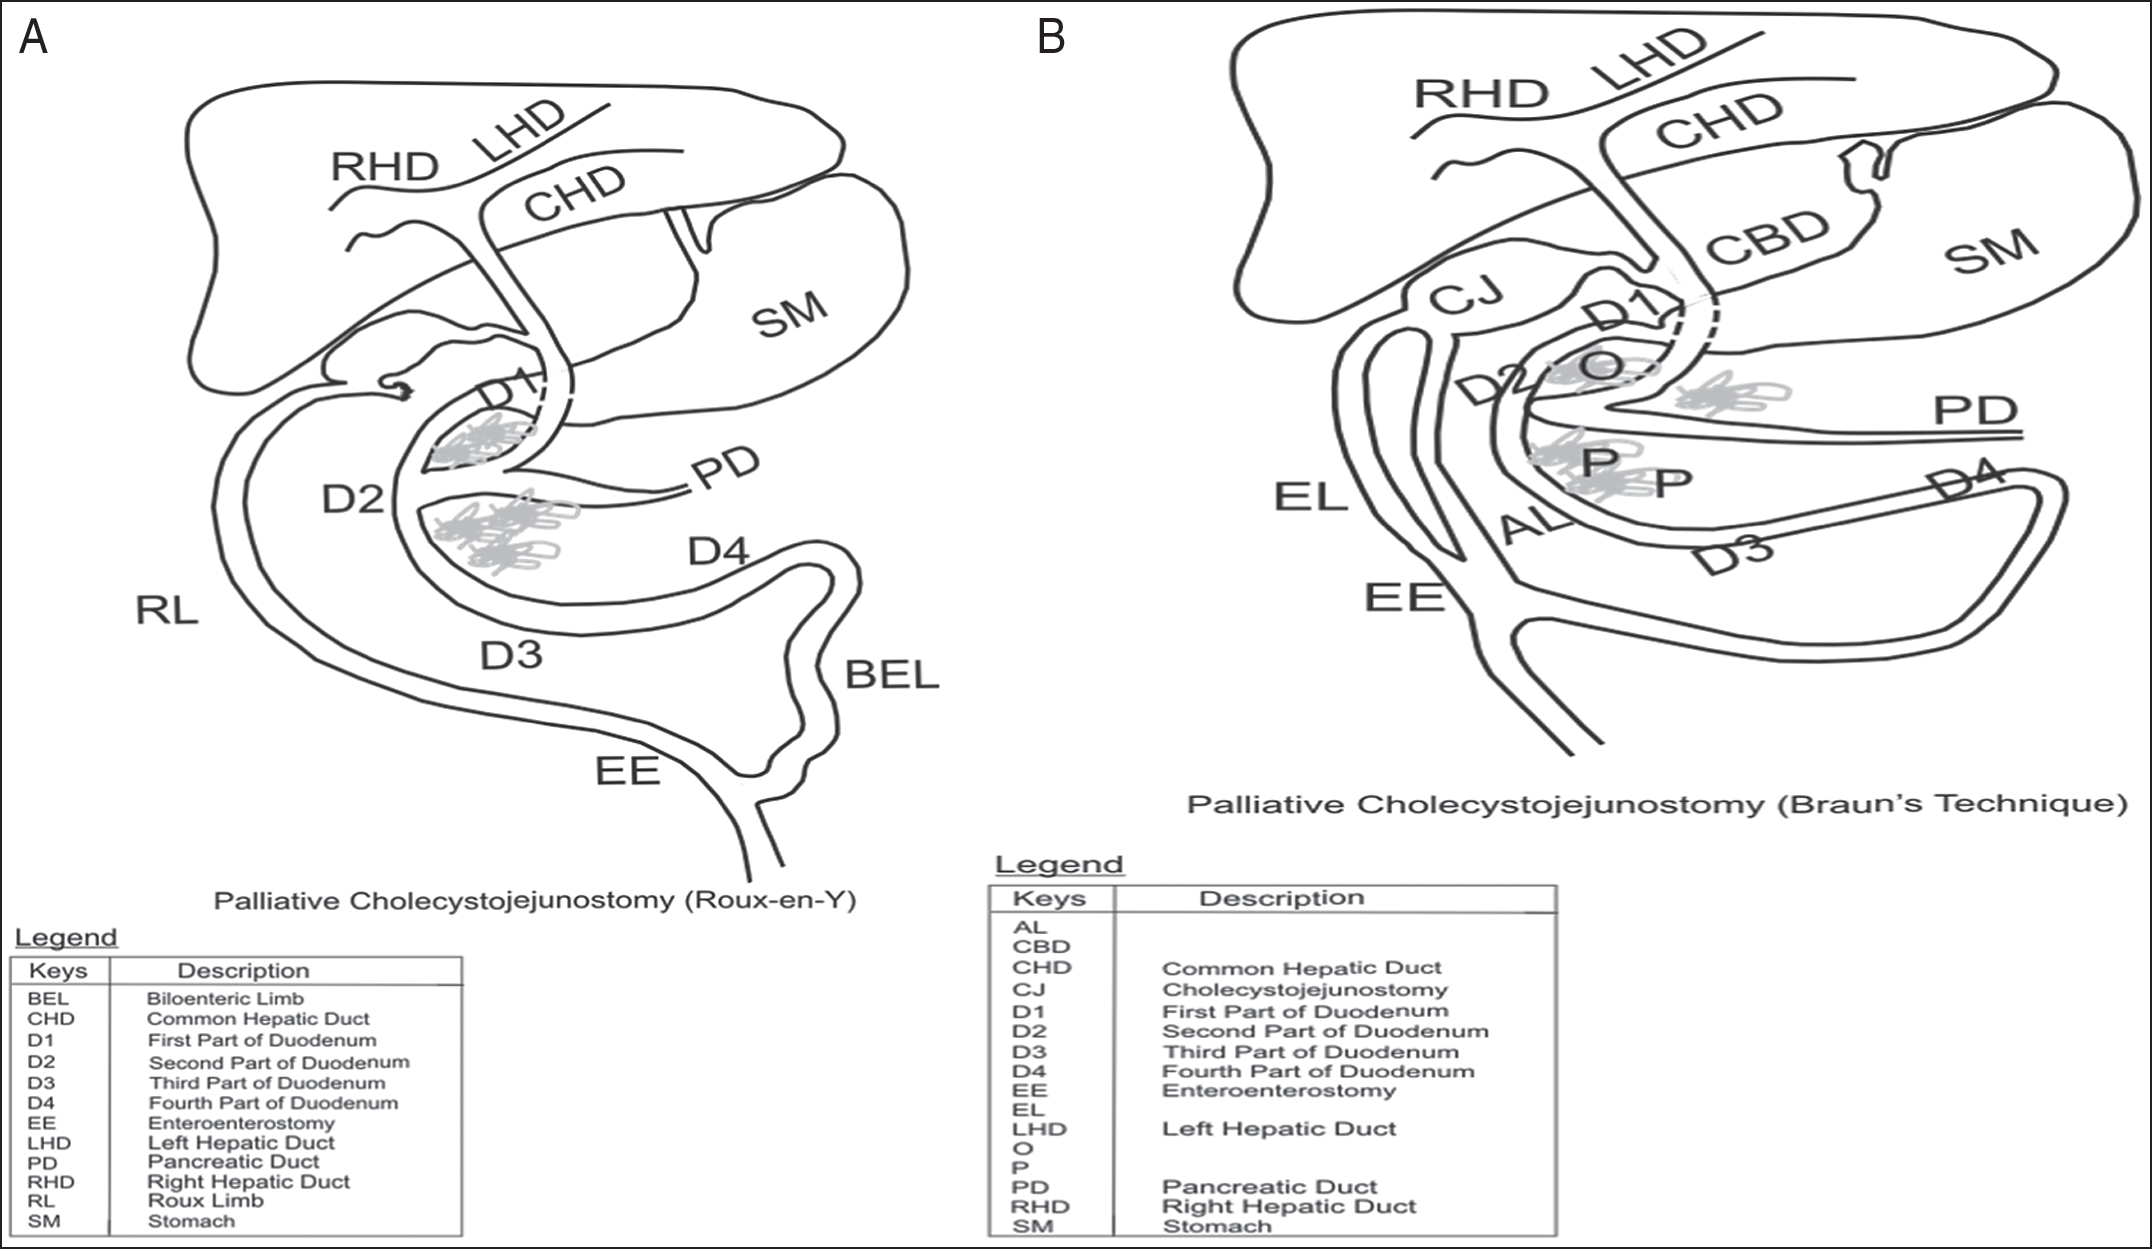 A
LHD
RHD
CHD
SM
D1
PD
D2
D4
RL
D3
BEL
EE
Palliative Cholecystojejunostomy (Roux-en-Y)
Legend
Keys Description
BEL Biloenteric Limb
CHD Common Hepatic Duct
D1 First Part of Duodenum
D2 Second Part of Duodenum
D3 Third Part of Duodenum
D4 Fourth Part of Duodenum
EE Enteroenterostomy
LHD Left Hepatic Duct
PD Pancreatic Duct
RHD Right Hepatic Duct
RL Roux Limb
SM Stomach
B
LHD
RHD
CHD
CBD
SM
CJ
D1
O
D2
PD
P
P
D4
EL
AL
D3
EE
Palliative Cholecystojejunostomy (Braun's Technique)
Legend
Keys Description
AL
CBD
CHD Common Hepatic Duct
CJ Cholecystojejunostomy
D1 First Part of Duodenum
D2 Second Part of Duodenum
D3 Third Part of Duodenum
D4 Fourth Part of Duodenum
EE Enteroenterostomy
EL
LHD Left Hepatic Duct
O
P
PD Pancreatic Duct
RHD Right Hepatic Duct
SM Stomach